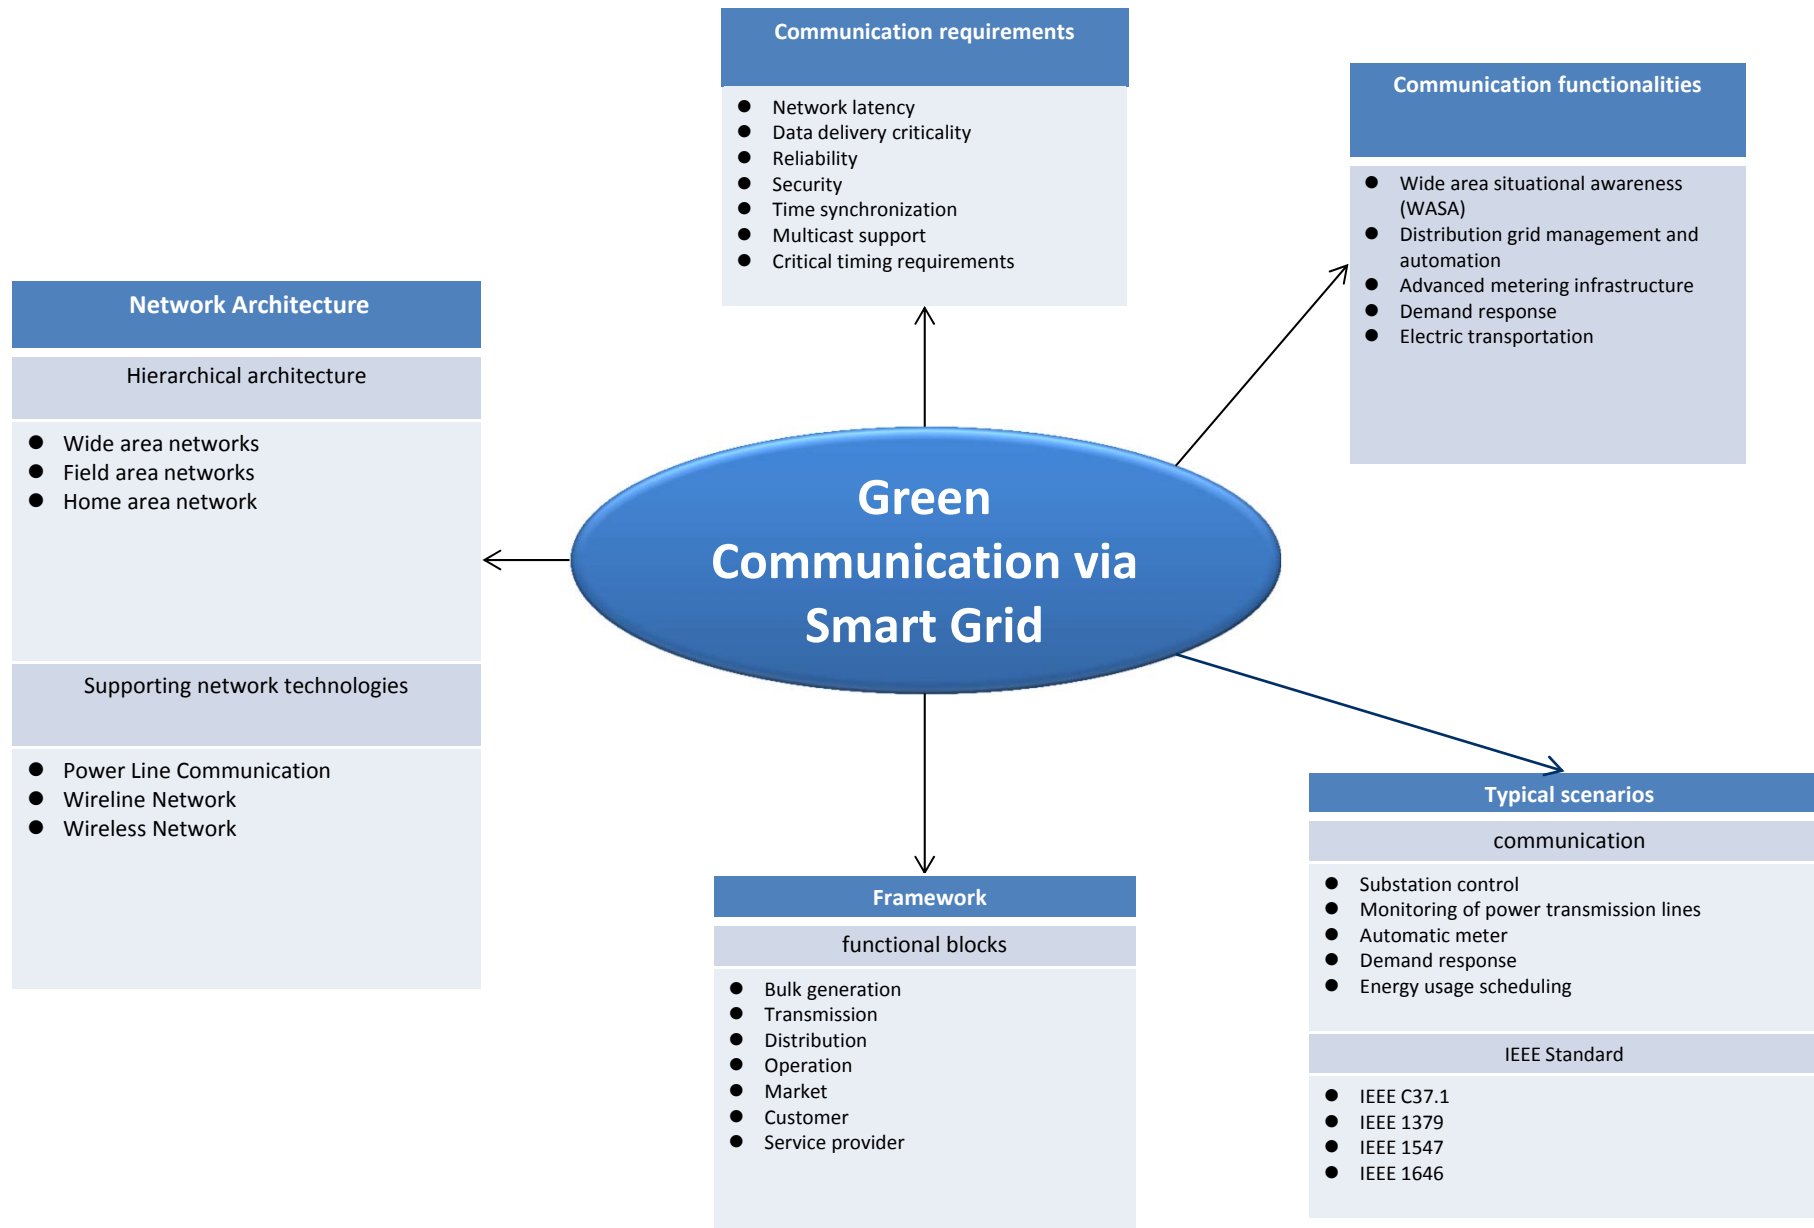 Communication requirements
● Network latency
● Data delivery criticality
● Reliability
● Security
● Time synchronization
● Multicast support
● Critical timing requirements
Communication functionalities
● Wide area situational awareness
(WASA)
● Distribution grid management and
automation
● Advanced metering infrastructure
● Demand response
● Electric transportation
Network Architecture
Hierarchical architecture
● Wide area networks
● Field area networks
● Home area network
Supporting network technologies
● Power Line Communication
● Wireline Network
● Wireless Network
Green
Communication via
Smart Grid
Framework
functional blocks
● Bulk generation
● Transmission
● Distribution
● Operation
● Market
● Customer
● Service provider
Typical scenarios
communication
● Substation control
● Monitoring of power transmission lines
● Automatic meter
● Demand response
● Energy usage scheduling
IEEE Standard
● IEEE C37.1
● IEEE 1379
● IEEE 1547
● IEEE 1646